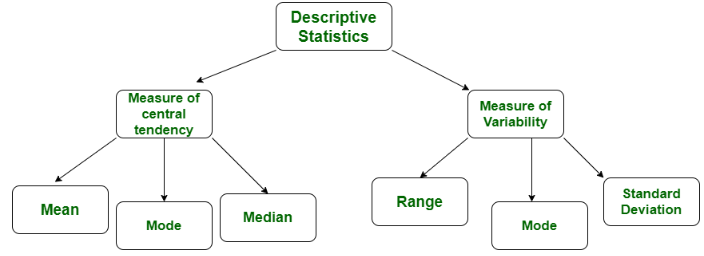 Descriptive
Statistics
Measure of
central
tendency
Measure of
Variability
Mean
Mode
Median
Range
Mode
Standard
Deviation